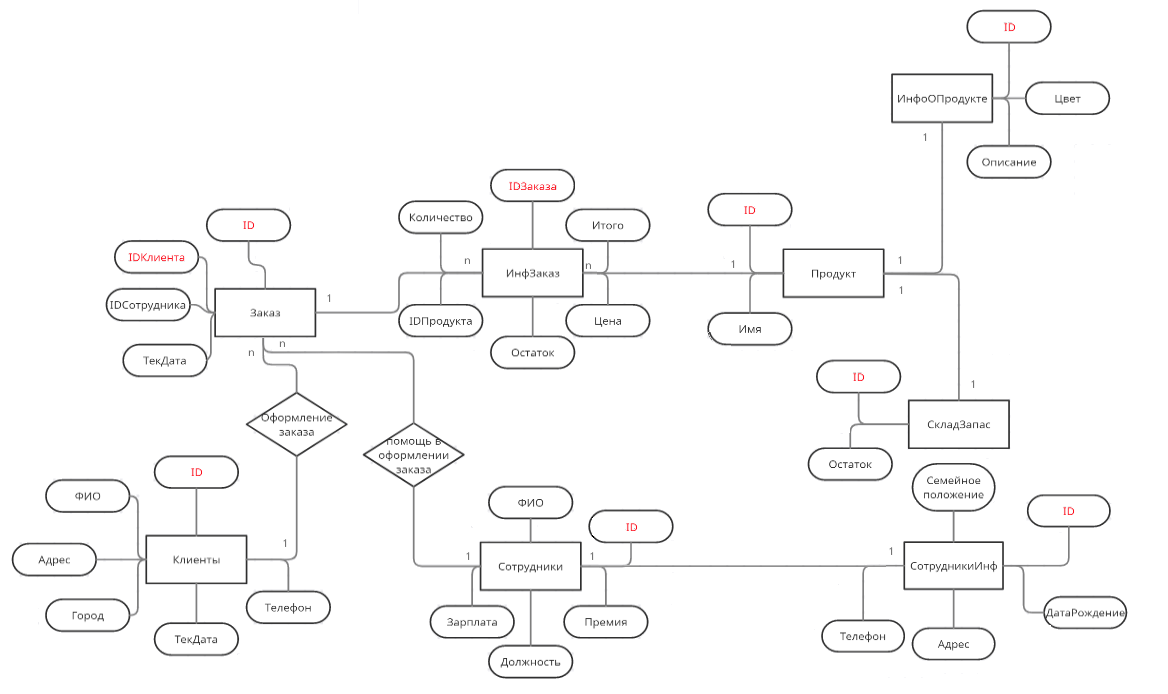 ID
ИнфоОПродукте
Цвет
1
Описание
IDЗаказа
Количество
Итого
ID
ID
IDКлиента
n
ИнфЗаказ
n
1
Продукт
1
1
IDСотрудника
Заказ
1
IDПродукта
Цена
Имя
n
n
ТекДата
Остаток
ID
1
СкладЗапас
Остаток
Оформление
заказа
помощь в
оформлении
заказа
ID
ФИО
Адрес
Клиенты
1
Город
ТекДата
Телефон
ФИО
ID
1
Сотрудники
1
Зарплата
Премия
Должность
Семейное
положение
ID
1
СотрудникиИнф
ДатаРождение
Телефон
Адрес